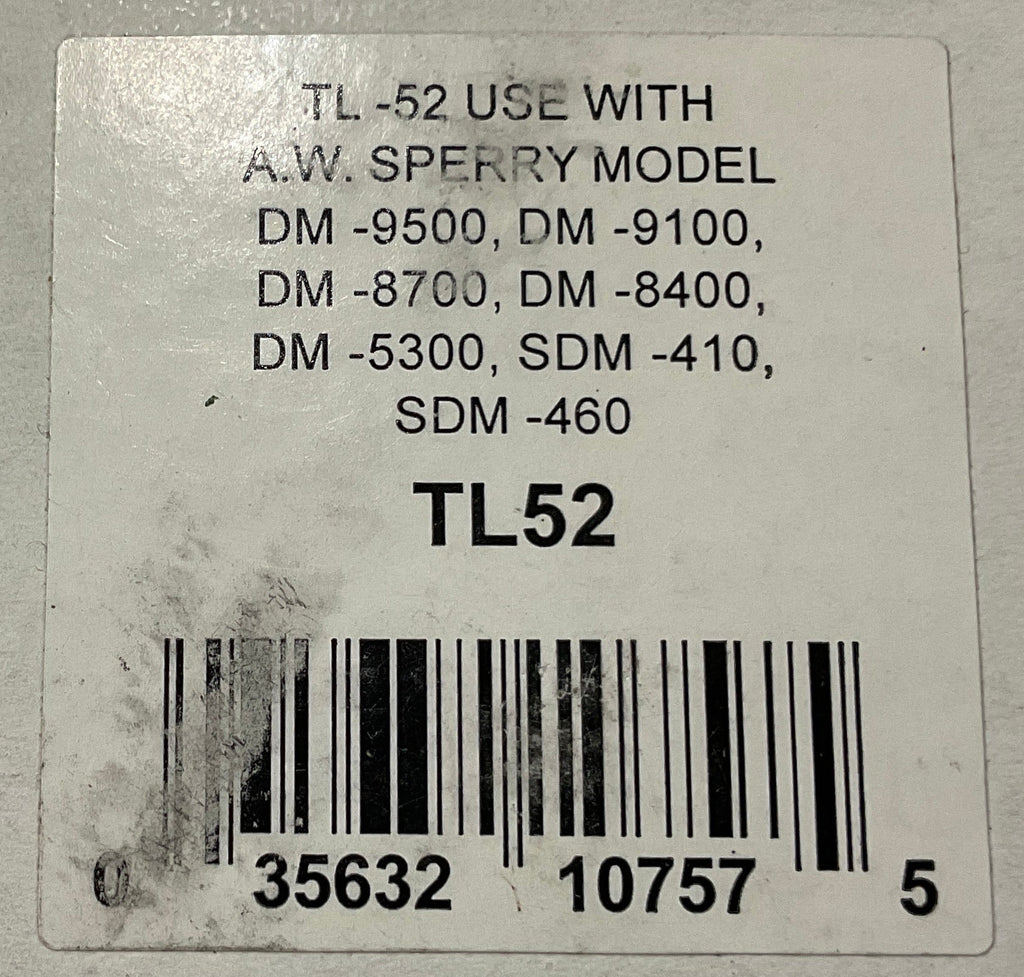 TL -52 USE WITH
A.W. SPERRY MODEL
DM -9500, DM -9100,
DM -8700, DM -8400,
DM -5300, SDM -410,
SDM -460
TL52
0 35632 10757 5